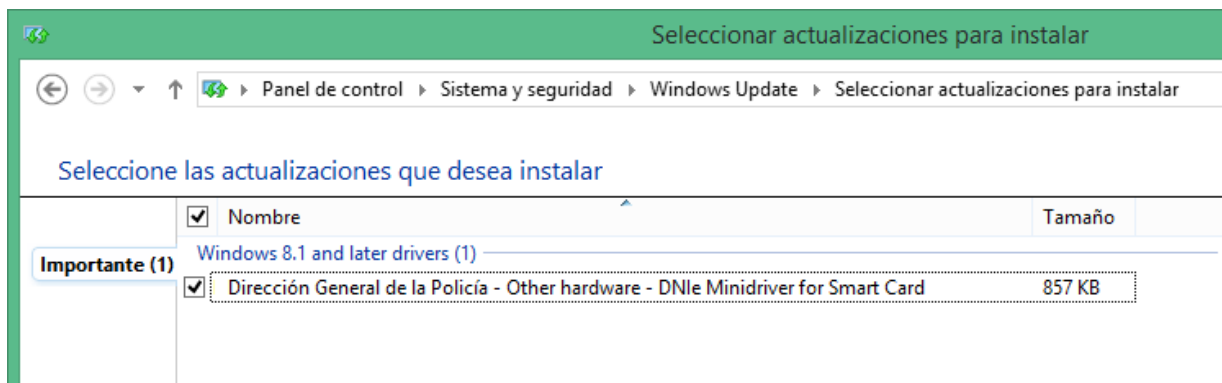 Seleccionar actualizaciones para instalar
Panel de control Sistema y seguridad Windows Update Seleccionar actualizaciones para instalar
Seleccione las actualizaciones que desea instalar
Nombre Tamaño
Importante (1)
Windows 8.1 and later drivers (1)
Dirección General de la Policía - Other hardware - DNIe Minidriver for Smart Card 857 KB